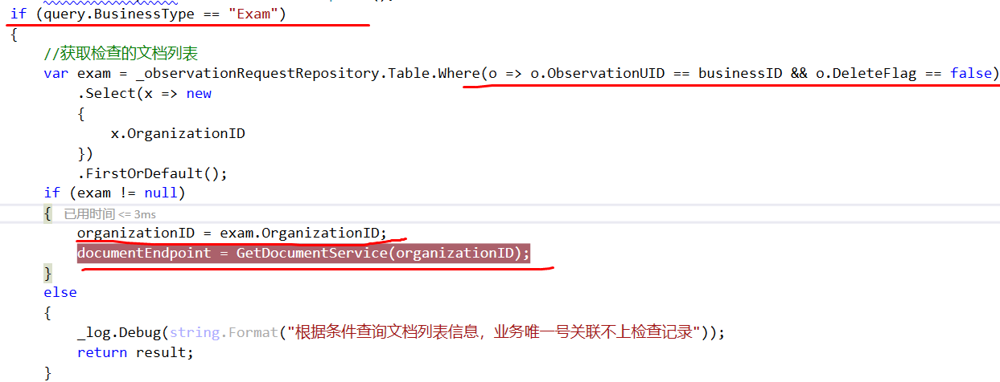 if (query.BusinessType == "Exam")
{
//获取检查的文档列表
var exam = _observationRequestRepository.Table.Where(o => o.ObservationUID == businessID && o.DeleteFlag == false)
.Select(x => new
{
x.OrganizationID
})
.FirstOrDefault();
if (exam != null)
{ 已用时间 <= 3ms
organizationID = exam.OrganizationID;
documentEndpoint = GetDocumentService(organizationID);
}
else
{
_log.Debug(string.Format("根据条件查询文档列表信息，业务唯一号关联不上检查记录"));
return result;
}